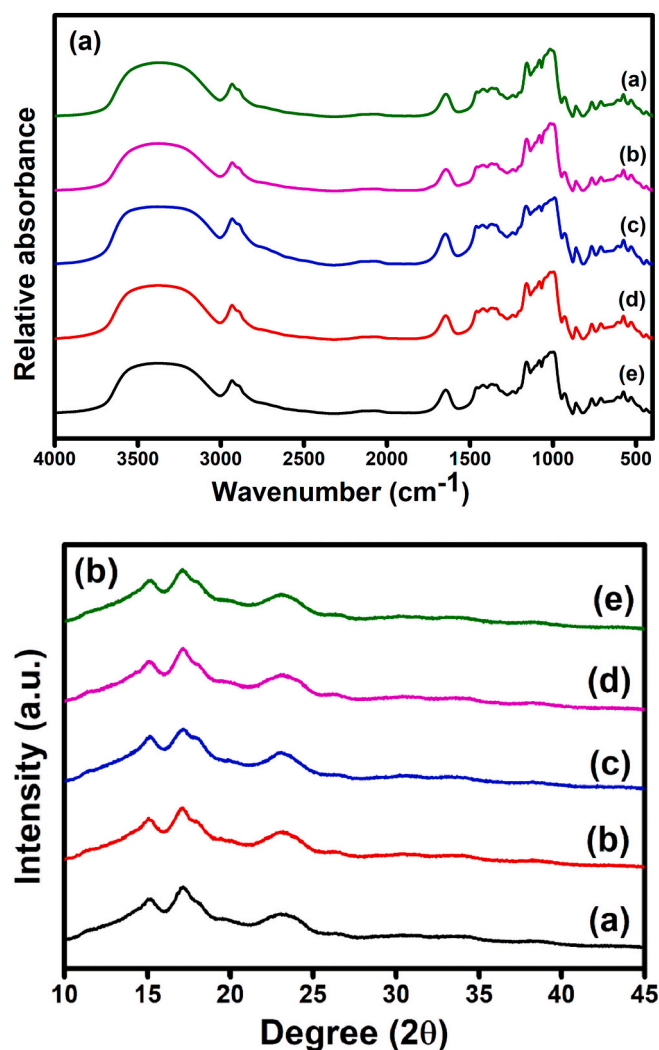 (a)
Relative absorbance
(a)
(b)
(c)
(d)
(e)
4000 3500 3000 2500 2000 1500 1000 500
Wavenumber (cm-1)
(b)
Intensity (a.u.)
(e)
(d)
(c)
(b)
(a)
10 15 20 25 30 35 40 45
Degree (2θ)